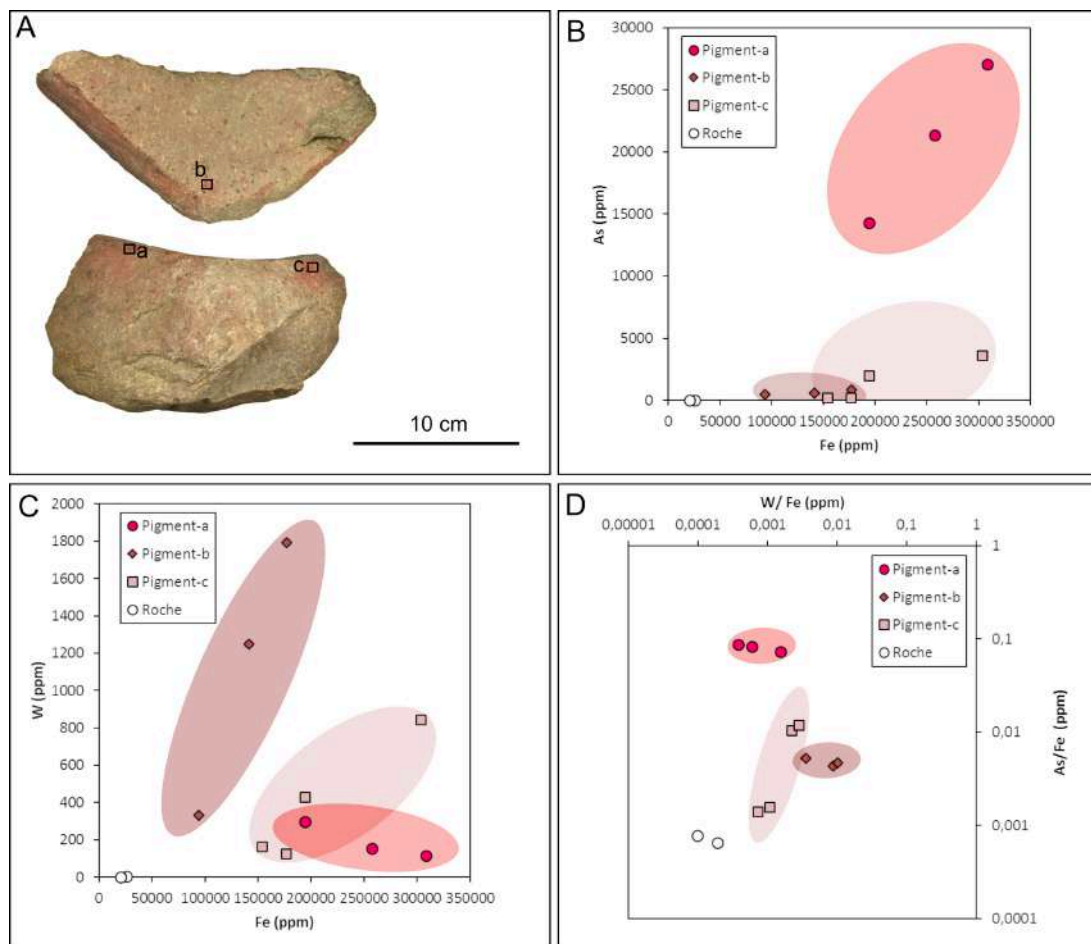 A
b
a
c
10 cm
B
Pigment-a
Pigment-b
Pigment-c
Roche
30000
25000
20000
15000
10000
5000
0
As (ppm)
0 50000 100000 150000 200000 250000 300000 350000
Fe (ppm)
C
Pigment-a
Pigment-b
Pigment-c
Roche
2000
1800
1600
1400
1200
1000
800
600
400
200
0
W (ppm)
0 50000 100000 150000 200000 250000 300000 350000
Fe (ppm)
D
W/ Fe (ppm)
0,00001 0,0001 0,001 0,01 0,1 1
Pigment-a
Pigment-b
Pigment-c
Roche
1
0,1
0,01
0,001
0,0001
As/Fe (ppm)